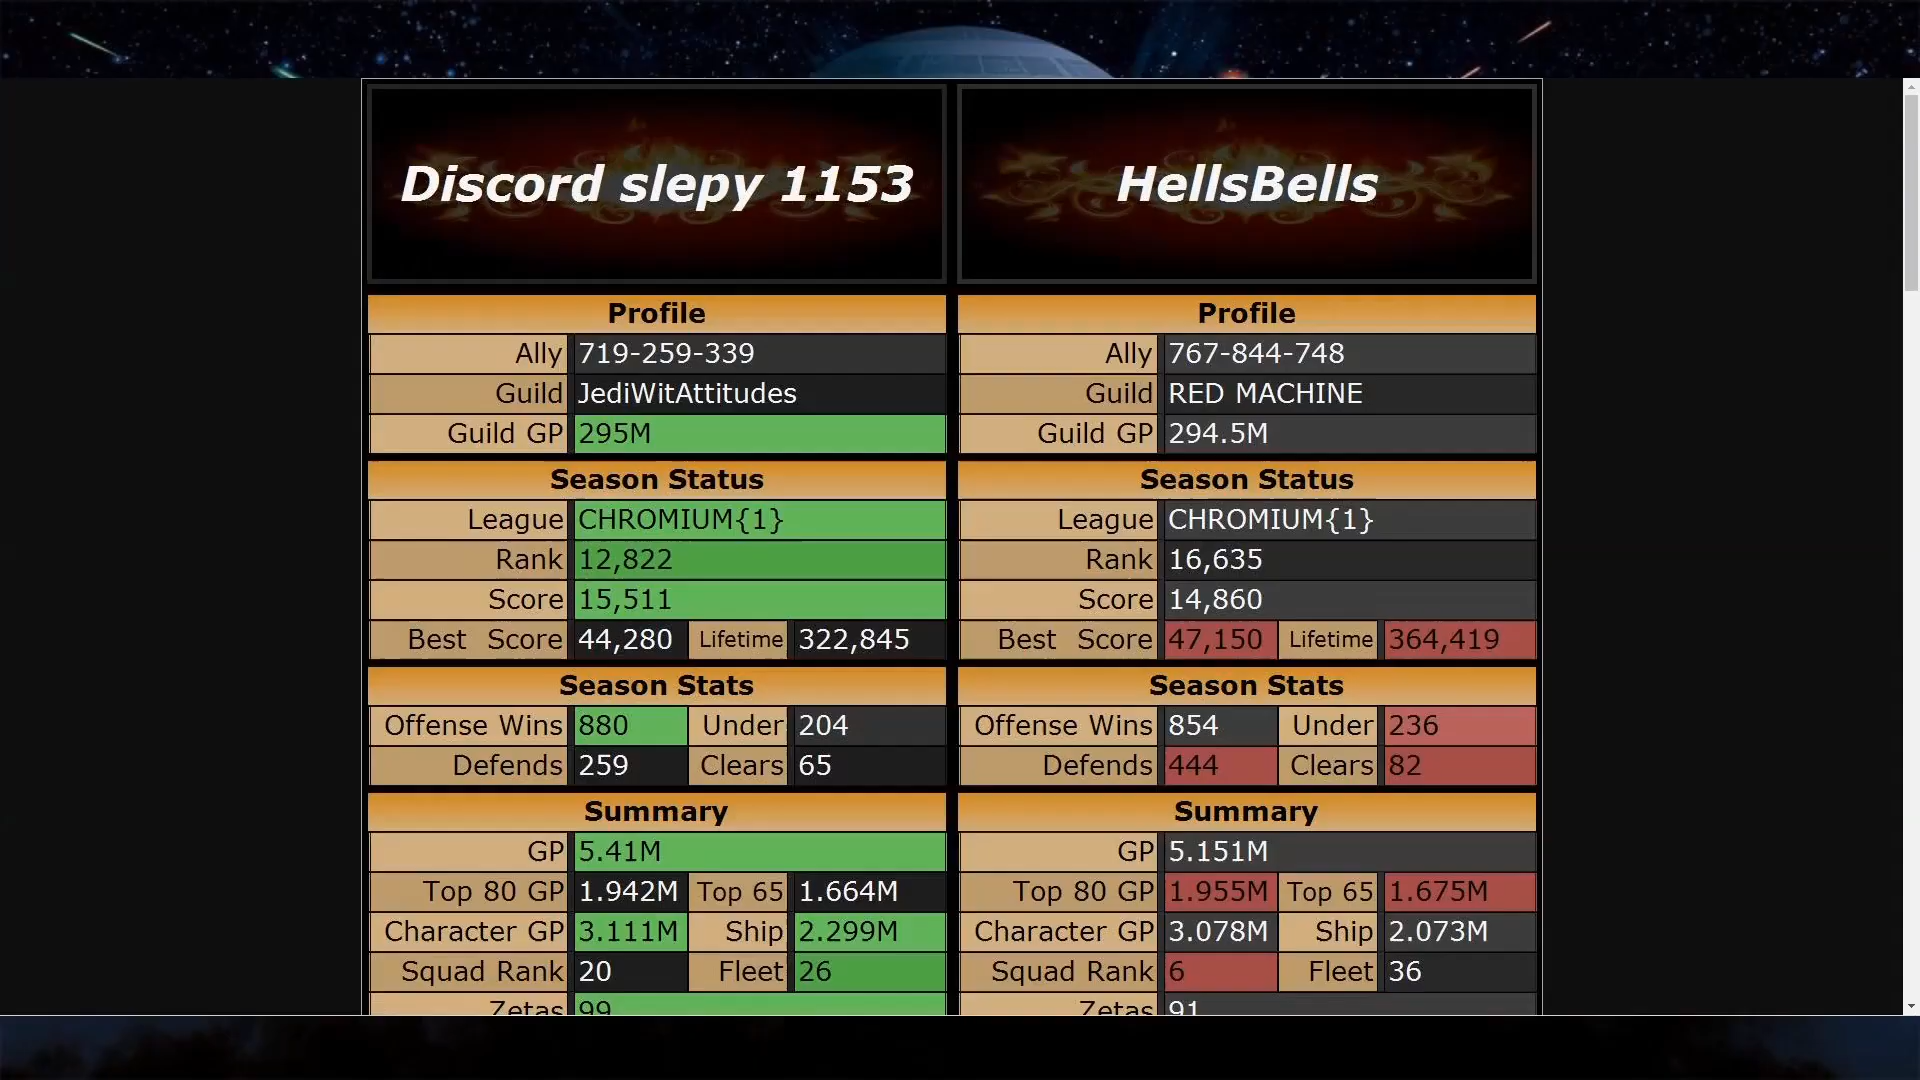 Discord slepy 1153
Profile
Ally 719-259-339
Guild JediWitAttitudes
Guild GP 295M
Season Status
League CHROMIUM{1}
Rank 12,822
Score 15,511
Best Score 44,280 Lifetime 322,845
Season Stats
Offense Wins 880 Under 204
Defends 259 Clears 65
Summary
GP 5.41M
Top 80 GP 1.942M Top 65 1.664M
Character GP 3.111M Ship 2.299M
Squad Rank 20 Fleet 26
Zetas 99
HellsBells
Profile
Ally 767-844-748
Guild RED MACHINE
Guild GP 294.5M
Season Status
League CHROMIUM{1}
Rank 16,635
Score 14,860
Best Score 47,150 Lifetime 364,419
Season Stats
Offense Wins 854 Under 236
Defends 444 Clears 82
Summary
GP 5.151M
Top 80 GP 1.955M Top 65 1.675M
Character GP 3.078M Ship 2.073M
Squad Rank 6 Fleet 36
Zetas 91